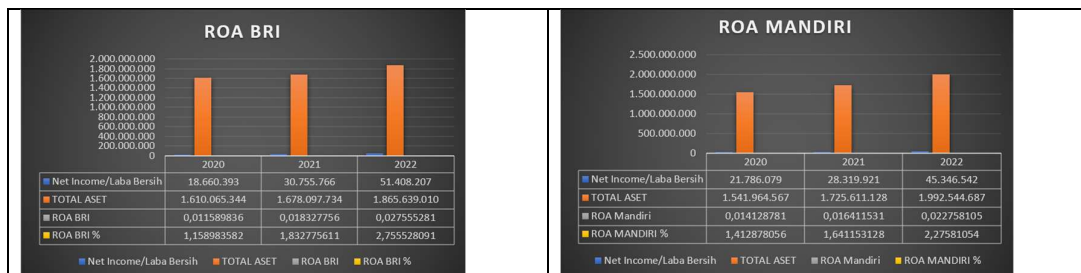 ROA BRI
2.000.000.000
1.800.000.000
1.600.000.000
1.400.000.000
1.200.000.000
1.000.000.000
800.000.000
600.000.000
400.000.000
200.000.000
0
2020 2021 2022
Net Income/Laba Bersih 18.660.393 30.755.766 51.408.207
TOTAL ASET 1.610.065.344 1.678.097.734 1.865.639.010
ROA BRI 0,011589836 0,018327756 0,027555281
ROA BRI % 1,158983582 1,832775611 2,755528091
Net Income/Laba Bersih TOTAL ASET ROA BRI ROA BRI %
ROA MANDIRI
2.500.000.000
2.000.000.000
1.500.000.000
1.000.000.000
500.000.000
0
2020 2021 2022
Net Income/Laba Bersih 21.786.079 28.319.921 45.346.542
TOTAL ASET 1.541.964.567 1.725.611.128 1.992.544.687
ROA Mandiri 0,014128781 0,016411531 0,022758105
ROA MANDIRI % 1,412878056 1,641153128 2,27581054
Net Income/Laba Bersih TOTAL ASET ROA Mandiri ROA MANDIRI %